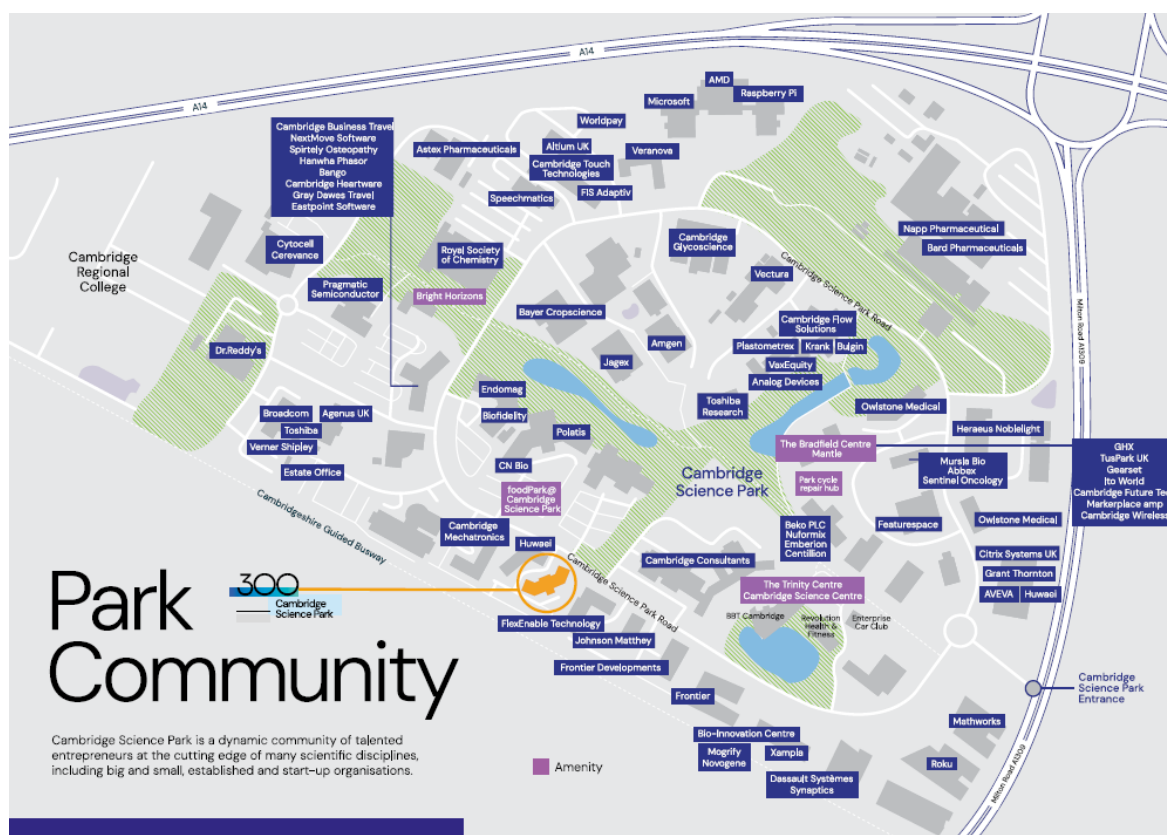 A14
A14
AMD
Raspberry Pi
Microsoft
Worldpay
Cambridge Business Travel
NextMove Software
Spirtely Osteopathy
Hanwha Phasor
Bango
Cambridge Heartware
Gray Dawes Travel
Eastpoint Software
Astex Pharmaceuticals
Altium UK
Veranova
Cambridge Touch
Technologies
Speechmatics
FIS Adaptiv
Napp Pharmaceutical
Bard Pharmaceuticals
Cambridge
Regional
College
Cytocell
Cerevance
Royal Society
of Chemistry
Cambridge
Glycoscience
Cambridge Science Park Road
Vectura
Pragmatic
Semiconductor
Bright Horizons
Bayer Cropscience
Cambridge Flow
Solutions
Milton Road A1309
Dr.Reddy's
Jagex
Amgen
Plastometrex
Krank
Bulgin
VaxEquity
Analog Devices
Endomag
Toshiba
Research
Owlstone Medical
Broadcom
Agenus UK
Toshiba
Verner Shipley
Biofidelity
Polatis
Heraeus Noblelight
The Bradfield Centre
Mantle
GHX
TusPark UK
Gearset
Ito World
Cambridge Future Tec
Markerplace amp
Cambridge Wireless
Estate Office
CN Bio
Cambridge
Science Park
Park cycle
repair hub
Mursla Bio
Abbex
Sentinel Oncology
foodPark@
Cambridge
Science Park
Cambridgeshire Guided Busway
Cambridge
Mechatronics
Huwaei
Beko PLC
Nuformix
Emberion
Centillion
Featurespace
Owlstone Medical
Cambridge Consultants
Citrix Systems UK
Grant Thornton
AVEVA
Huwaei
The Trinity Centre
Cambridge Science Centre
Cambridge Science Park Road
300
Cambridge
Science Park
BBT Cambridge
Revolution
Health &
Fitness
Enterprise
Car Club
FlexEnable Technology
Johnson Matthey
Frontier Developments
Frontier
Cambridge
Science Park
Entrance
Park
Community
Bio-Innovation Centre
Mogrify
Novogene
Xampla
Dassault Systèmes
Synaptics
Mathworks
Roku
Milton Road A1309
Cambridge Science Park is a dynamic community of talented
entrepreneurs at the cutting edge of many scientific disciplines,
including big and small, established and start-up organisations.
Amenity